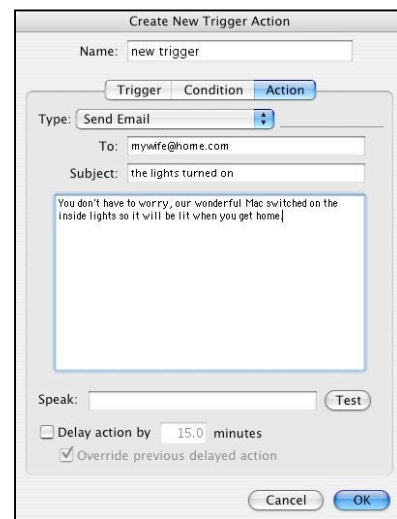 Create New Trigger Action
Name: new trigger
Trigger Condition Action
Type: Send Email
To: mywife@home.com
Subject: the lights turned on
You don't have to worry, our wonderful Mac switched on the
inside lights so it will be lit when you get home.
Speak: Test
Delay action by 15.0 minutes
Override previous delayed action
Cancel OK